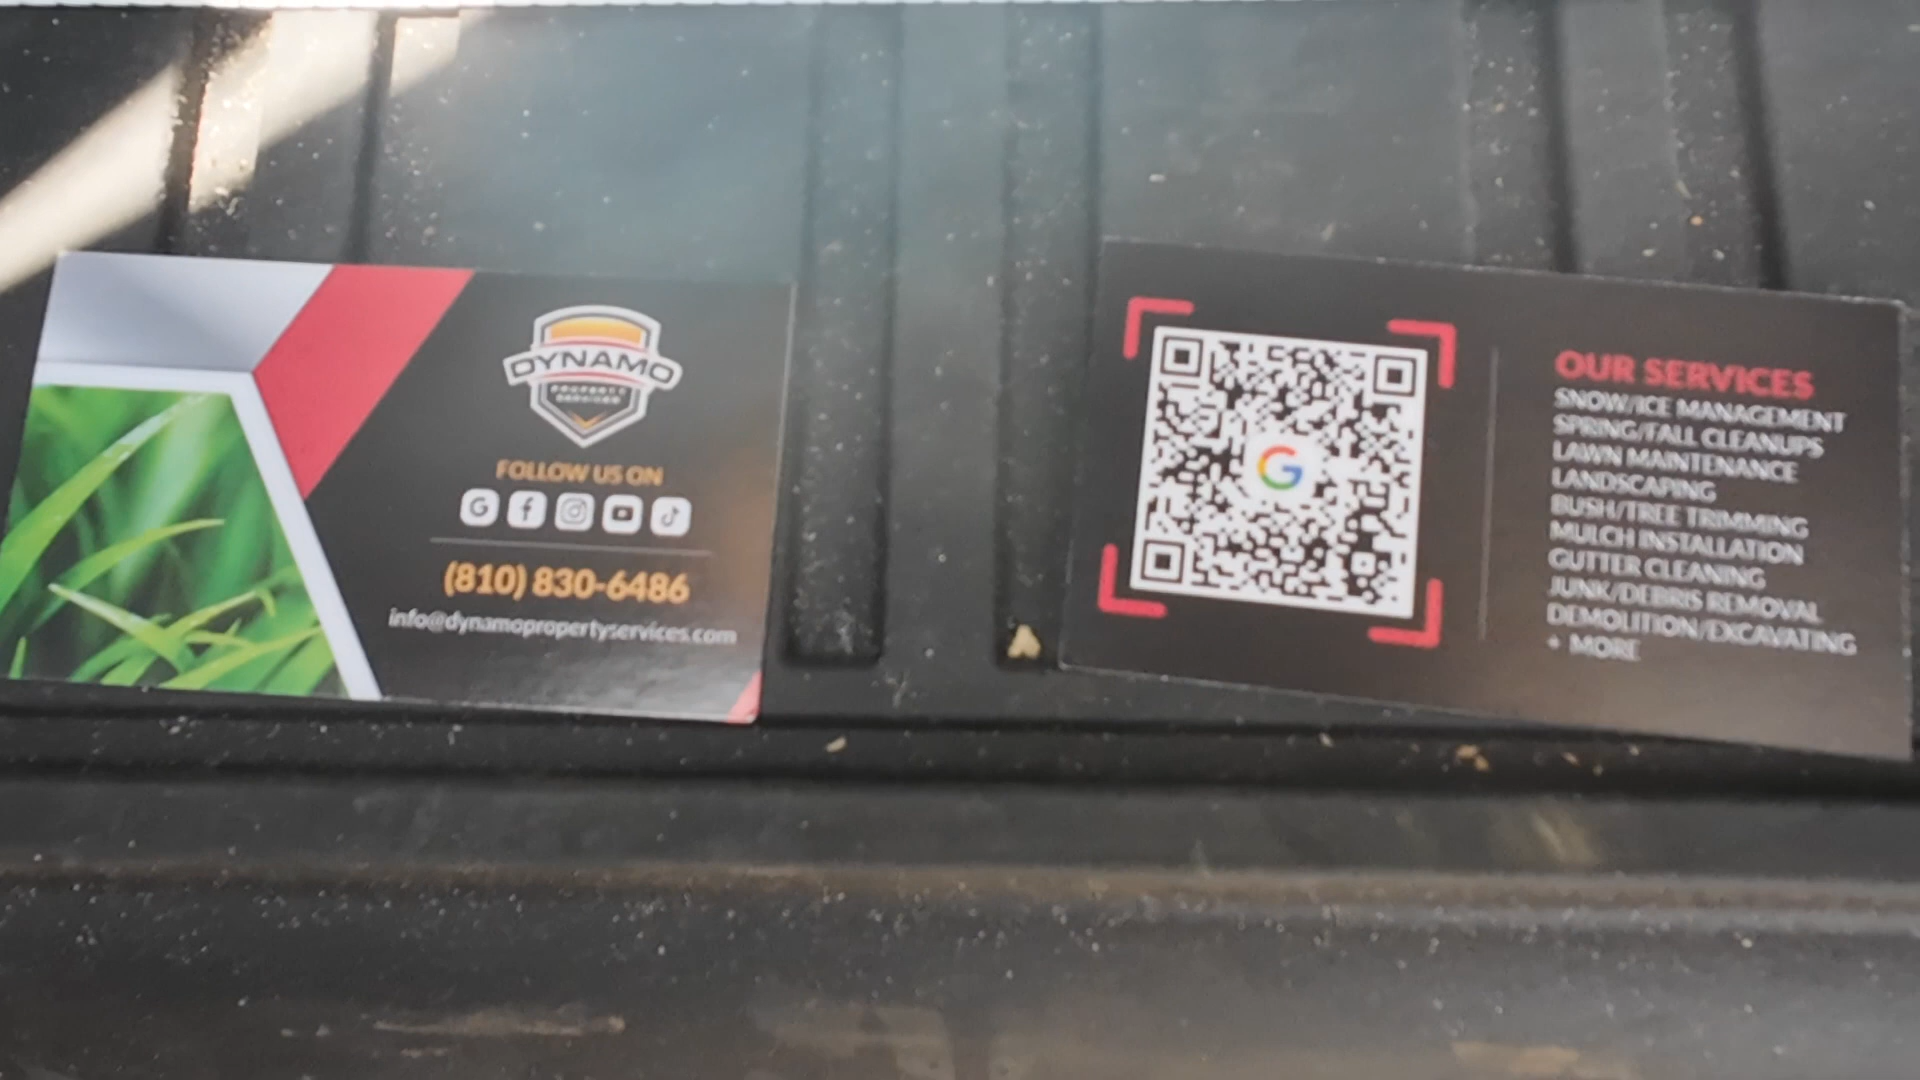 DYNAMO
PROPERTY
SERVICES
FOLLOW US ON
(810) 830-6486
info@dynamopropertyservices.com
OUR SERVICES
SNOW/ICE MANAGEMENT
SPRING/FALL CLEANUPS
LAWN MAINTENANCE
LANDSCAPING
BUSH/TREE TRIMMING
MULCH INSTALLATION
GUTTER CLEANING
JUNK/DEBRIS REMOVAL
DEMOLITION/EXCAVATING
+ MORE